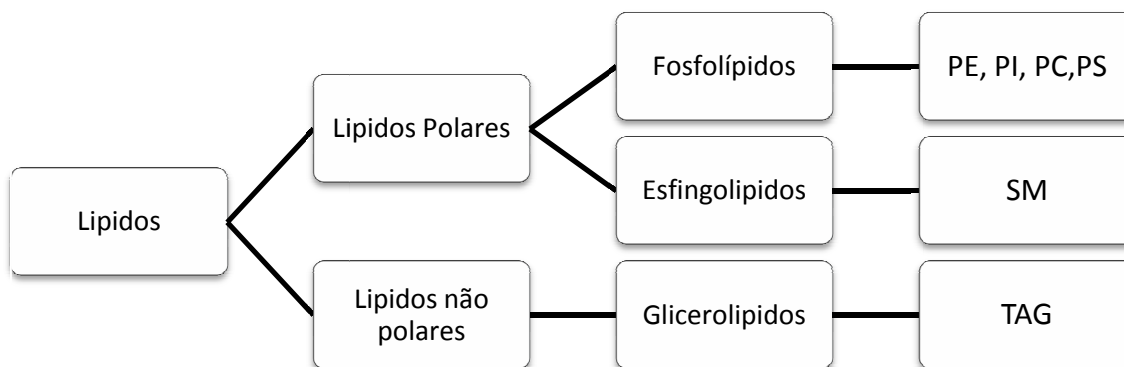 Lipidos
Lipidos Polares
Fosfolípidos
PE, PI, PC,PS
Esfingolipidos
SM
Lipidos não
polares
Glicerolipidos
TAG